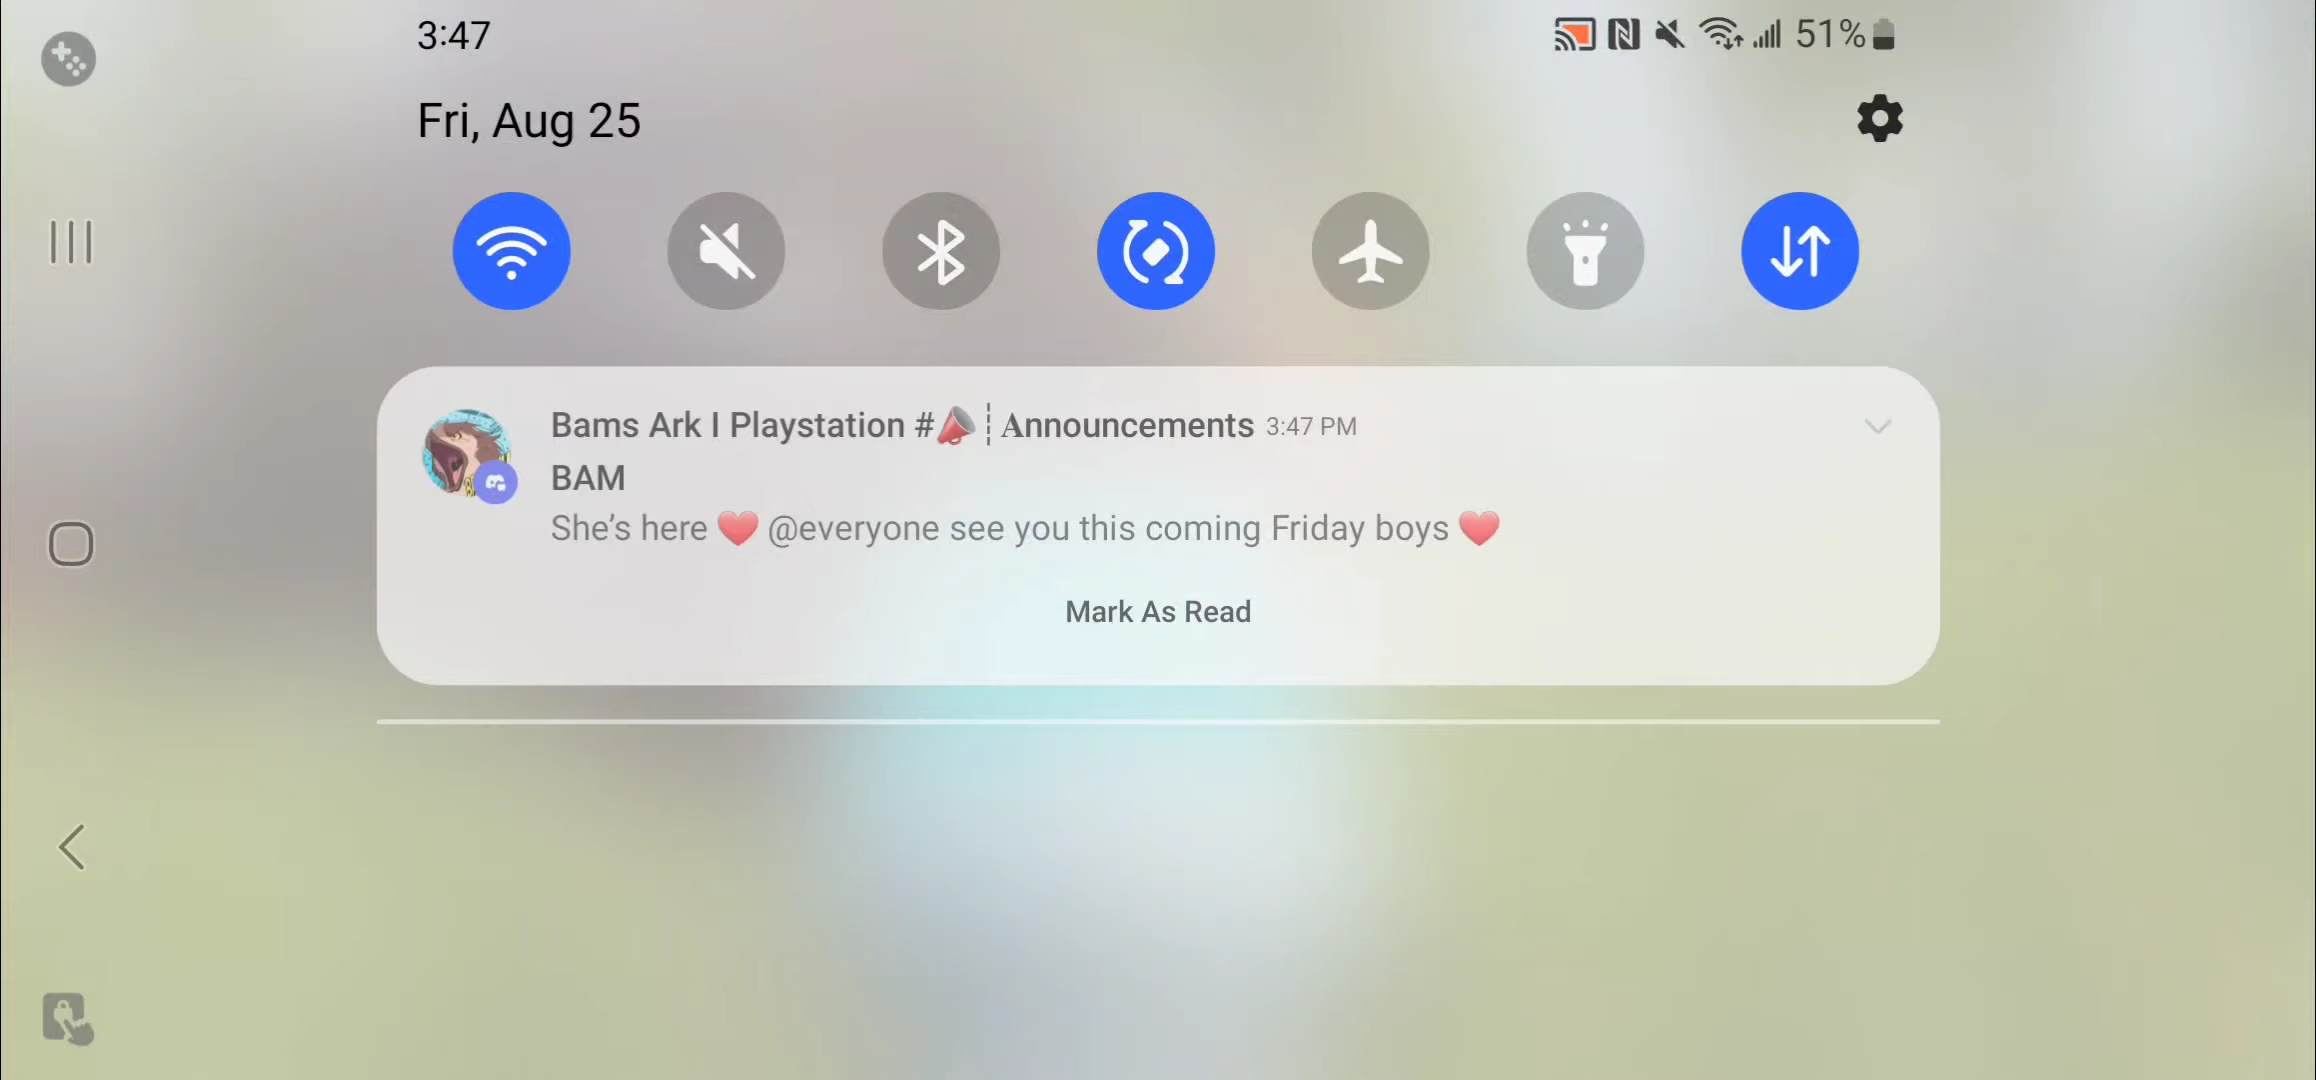 3:47
51%
Fri, Aug 25
Bams Ark I Playstation #📣┊Announcements 3:47 PM
BAM
She’s here ❤️ @everyone see you this coming Friday boys ❤️
Mark As Read